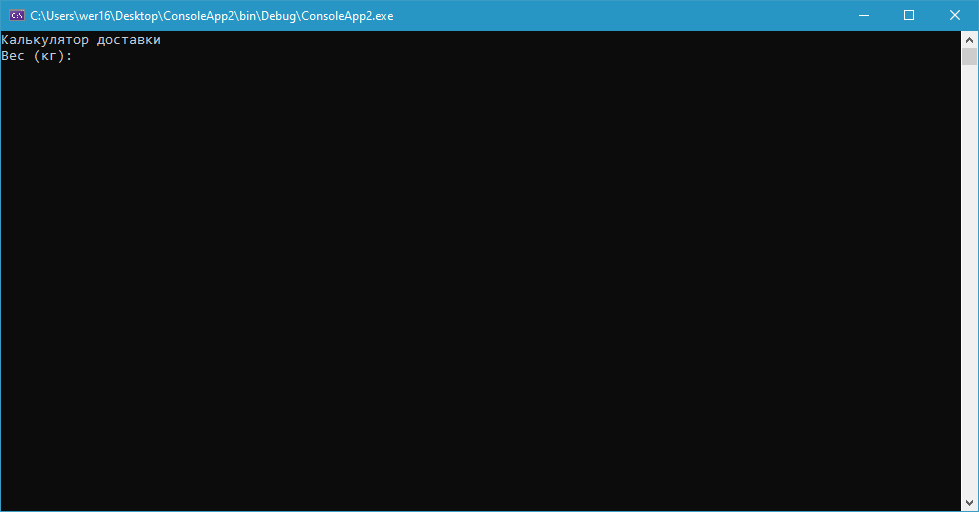 C:\Users\wer16\Desktop\ConsoleApp2\bin\Debug\ConsoleApp2.exe
Калькулятор доставки
Вес (кг):